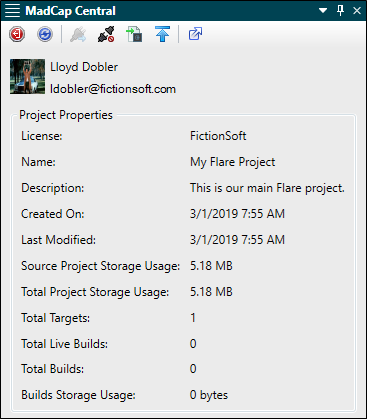 MadCap Central
Lloyd Dobler
ldobler@fictionsoft.com
Project Properties
License: FictionSoft
Name: My Flare Project
Description: This is our main Flare project.
Created On: 3/1/2019 7:55 AM
Last Modified: 3/1/2019 7:55 AM
Source Project Storage Usage: 5.18 MB
Total Project Storage Usage: 5.18 MB
Total Targets: 1
Total Live Builds: 0
Total Builds: 0
Builds Storage Usage: 0 bytes